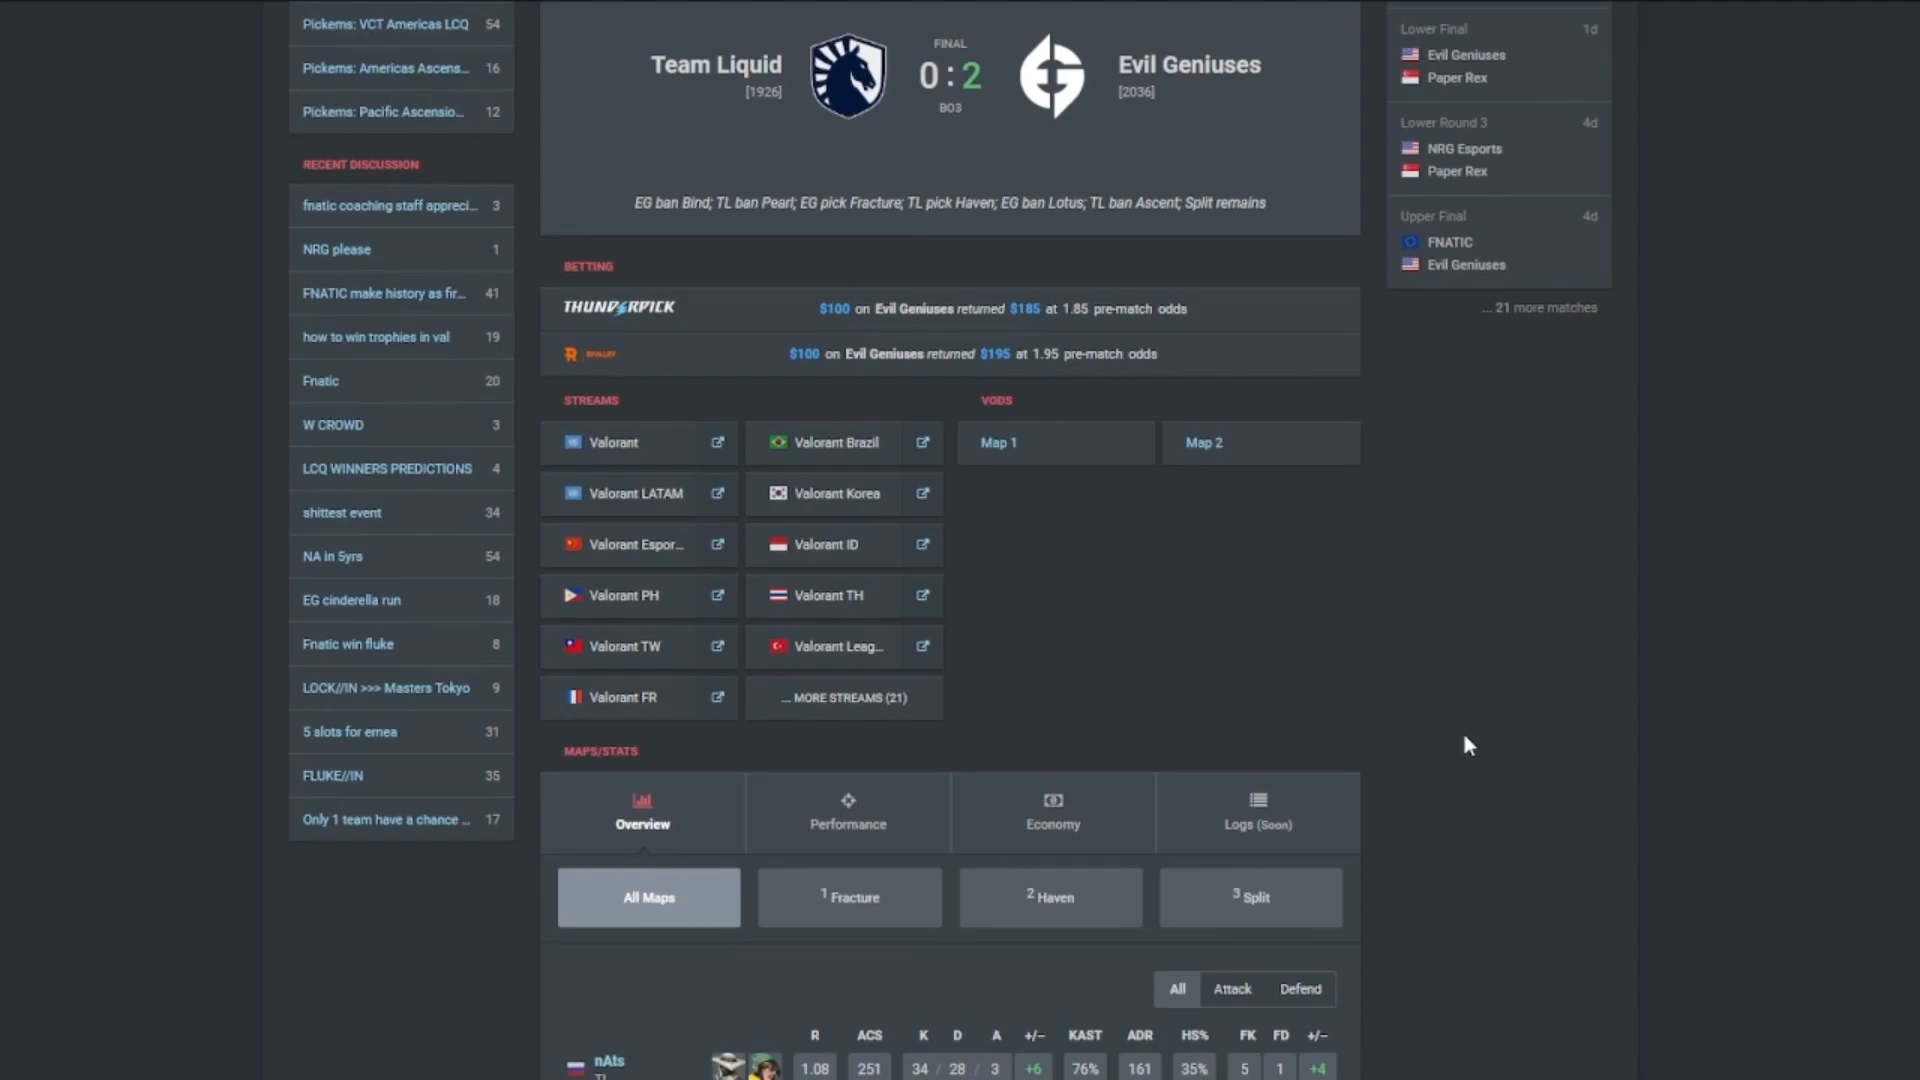 Pickems: VCT Americas LCQ 54
Pickems: Americas Ascens... 16
Pickems: Pacific Ascensio... 12
RECENT DISCUSSION
fnatic coaching staff appreci... 3
NRG please 1
FNATIC make history as fir... 41
how to win trophies in val 19
Fnatic 20
W CROWD 3
LCQ WINNERS PREDICTIONS 4
shittest event 34
NA in 5yrs 54
EG cinderella run 18
Fnatic win fluke 8
LOCK//IN >>> Masters Tokyo 9
5 slots for emea 31
FLUKE//IN 35
Only 1 team have a chance ... 17
Team Liquid
[1926]
FINAL
0 : 2
BO3
Evil Geniuses
[2036]
EG ban Bind; TL ban Pearl; EG pick Fracture; TL pick Haven; EG ban Lotus; TL ban Ascent; Split remains
BETTING
THUNDERPICK $100 on Evil Geniuses returned $185 at 1.85 pre-match odds
RIVALRY $100 on Evil Geniuses returned $195 at 1.95 pre-match odds
STREAMS
Valorant
Valorant Brazil
Valorant LATAM
Valorant Korea
Valorant Espor...
Valorant ID
Valorant PH
Valorant TH
Valorant TW
Valorant Leag...
Valorant FR
... MORE STREAMS (21)
VODS
Map 1
Map 2
MAPS/STATS
Overview
Performance
Economy
Logs (Soon)
All Maps
1 Fracture
2 Haven
3 Split
All Attack Defend
R ACS K D A +/– KAST ADR HS% FK FD +/–
nAts 1.08 251 34 / 28 / 3 +6 76% 161 35% 5 1 +4
TL
Lower Final 1d
Evil Geniuses
Paper Rex
Lower Round 3 4d
NRG Esports
Paper Rex
Upper Final 4d
FNATIC
Evil Geniuses
... 21 more matches